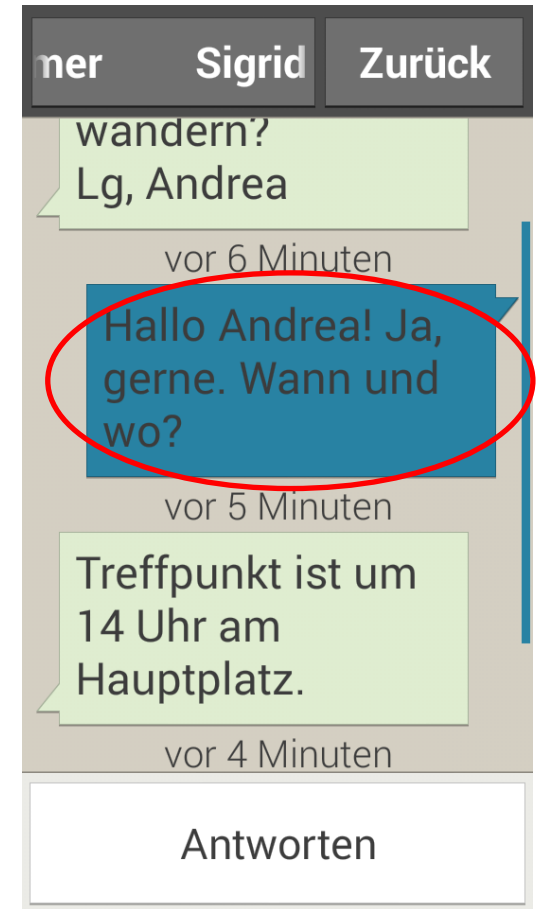 mer Sigrid Zurück
wandern?
Lg, Andrea
vor 6 Minuten
Hallo Andrea! Ja,
gerne. Wann und
wo?
vor 5 Minuten
Treffpunkt ist um
14 Uhr am
Hauptplatz.
vor 4 Minuten
Antworten